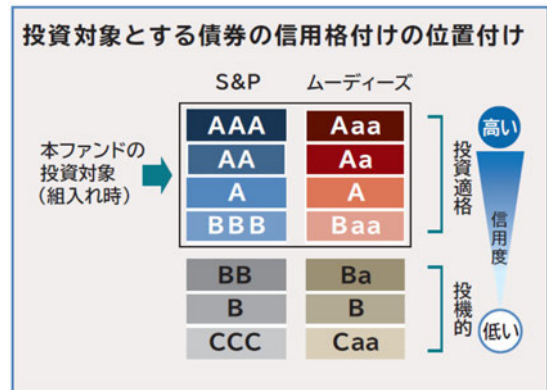 投資対象とする債券の信用格付けの位置付け
S&P ムーディーズ
本ファンドの
投資対象
（組入れ時）
AAA Aaa
AA Aa
A A
BBB Baa
投資適格
BB Ba
B B
CCC Caa
投機的
高い
信用度
低い